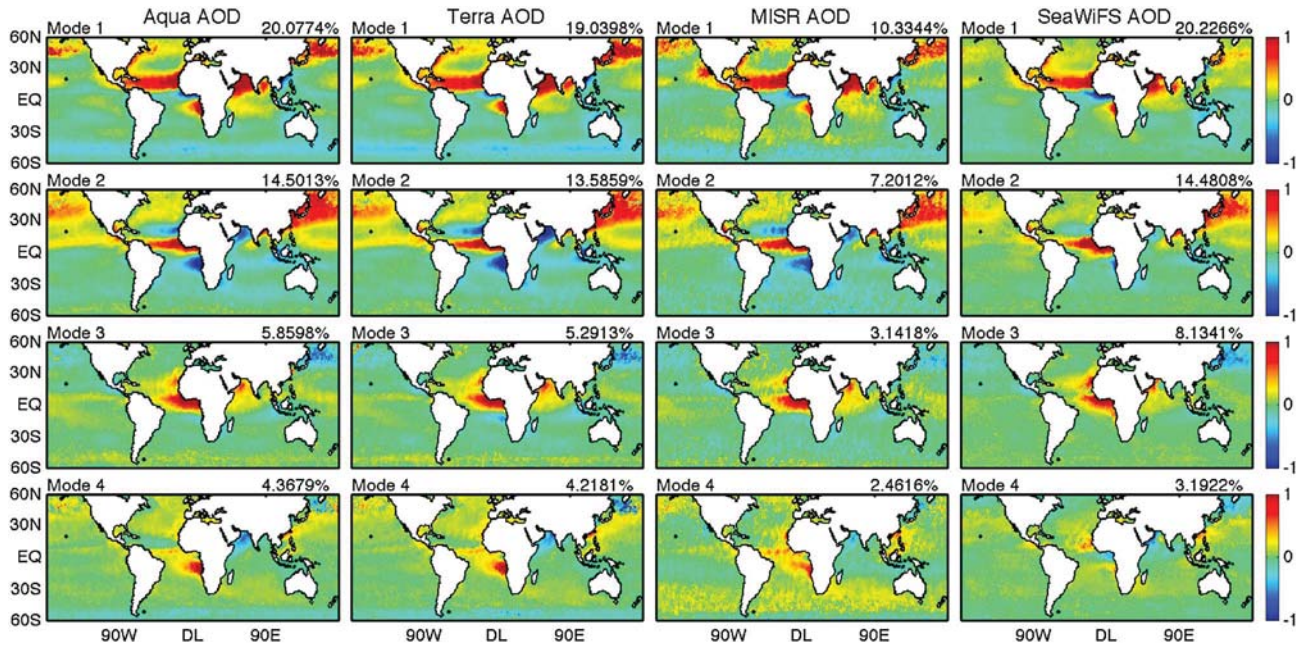 Aqua AOD Terra AOD MISR AOD SeaWiFS AOD
Mode 1 20.0774% Mode 1 19.0398% Mode 1 10.3344% Mode 1 20.2266%
60N 1
30N
EQ 0
30S
60S -1
Mode 2 14.5013% Mode 2 13.5859% Mode 2 7.2012% Mode 2 14.4808%
60N 1
30N
EQ 0
30S
60S -1
Mode 3 5.8598% Mode 3 5.2913% Mode 3 3.1418% Mode 3 8.1341%
60N 1
30N
EQ 0
30S
60S -1
Mode 4 4.3679% Mode 4 4.2181% Mode 4 2.4616% Mode 4 3.1922%
60N 1
30N
EQ 0
30S
60S -1
90W DL 90E 90W DL 90E 90W DL 90E 90W DL 90E